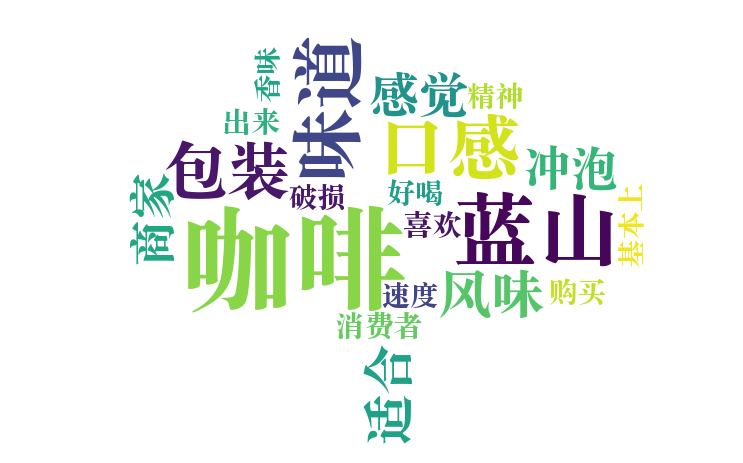 香味
味道
感觉
精神
出来
口感
冲泡
包装
破损
好喝
商家
喜欢
蓝山
基本上
咖啡
速度
风味
购买
消费者
适合